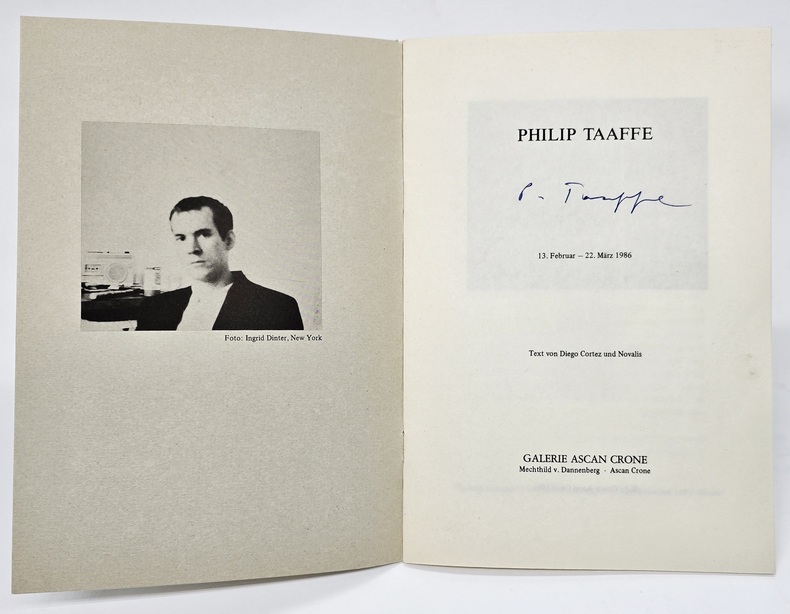 Foto: Ingrid Dinter, New York
PHILIP TAAFFE
P. Taaffe
13. Februar – 22. März 1986
Text von Diego Cortez und Novalis
GALERIE ASCAN CRONE
Mechthild v. Dannenberg · Ascan Crone